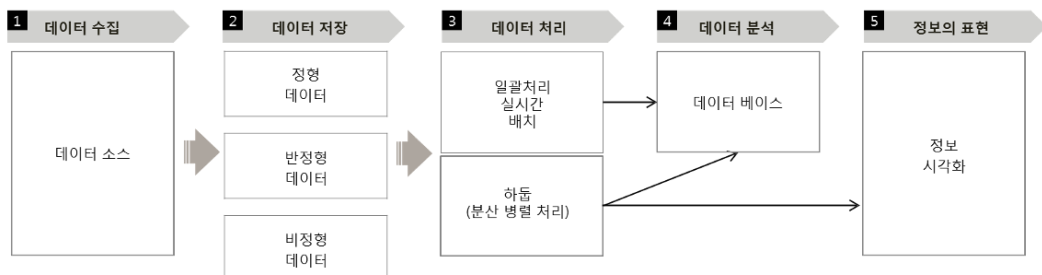 1 데이터 수집
2 데이터 저장
3 데이터 처리
4 데이터 분석
5 정보의 표현
데이터 소스
정형
데이터
반정형
데이터
비정형
데이터
일괄처리
실시간
배치
하둡
(분산 병렬 처리)
데이터 베이스
정보
시각화